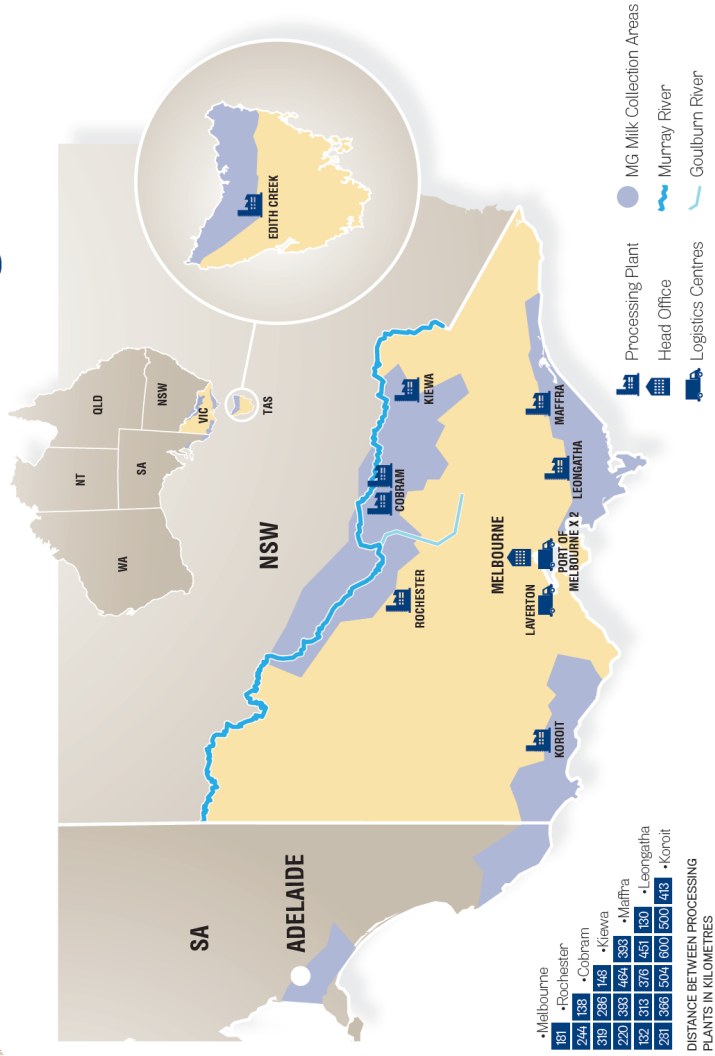 WA
NT
QLD
SA
NSW
VIC
TAS
SA
NSW
ADELAIDE
EDITH CREEK
COBRAM
KIEWA
ROCHESTER
MELBOURNE
LAVERTON
PORT OF
MELBOURNE X 2
MAFFRA
LEONGATHA
KOROIT
•Melbourne
181 •Rochester
244 138 •Cobram
319 286 148 •Kiewa
220 393 464 393 •Maffra
132 313 376 451 130 •Leongatha
281 366 504 600 500 413 •Koroit
DISTANCE BETWEEN PROCESSING
PLANTS IN KILOMETRES
Processing Plant
Head Office
Logistics Centres
MG Milk Collection Areas
Murray River
Goulburn River